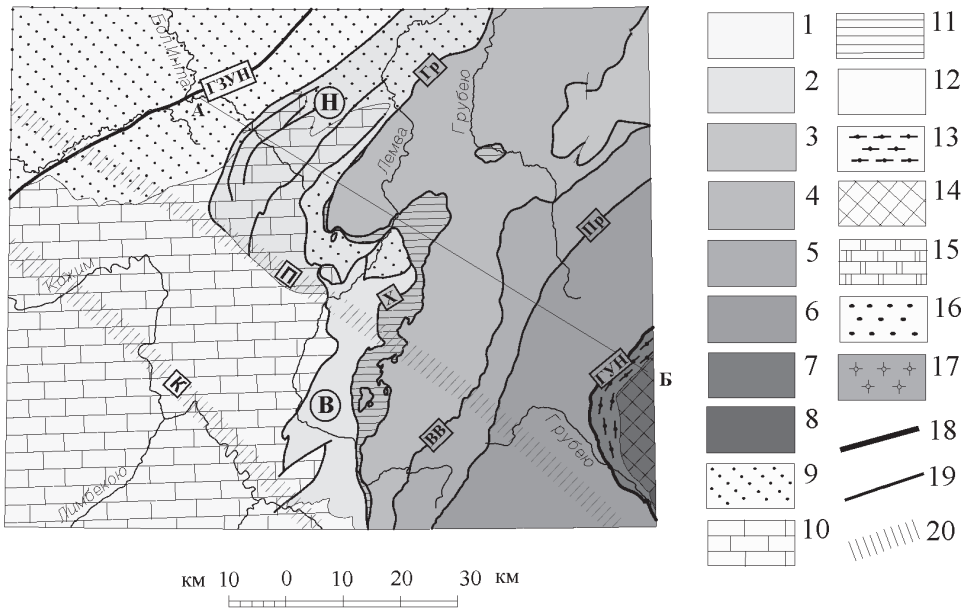 Бол.Инта
ГЗУН
А
Н
Гр
Грубею
Лемва
Пр
Кожим
П
Х
К
В
ВВ
ГУН
Б
Грубею
Лимбекою
км 10 0 10 20 30 км
1
2
3
4
5
6
7
8
9
10
11
12
13
14
15
16
17
18
19
20